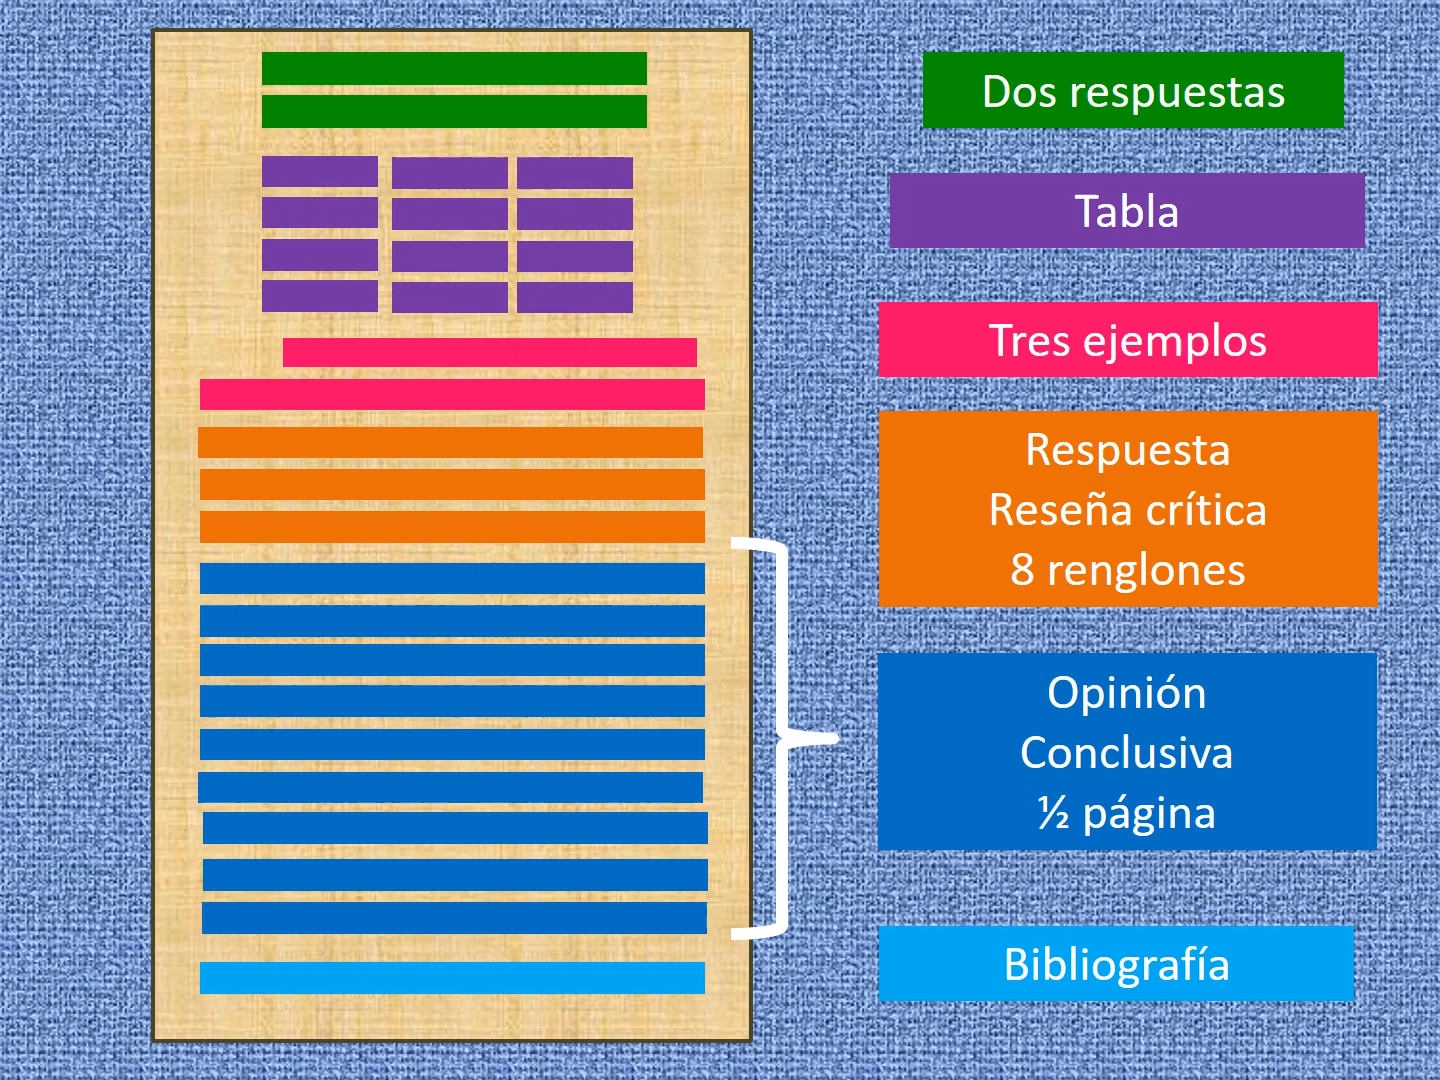 Dos respuestas
Tabla
Tres ejemplos
Respuesta
Reseña crítica
8 renglones
Opinión
Conclusiva
½ página
Bibliografía